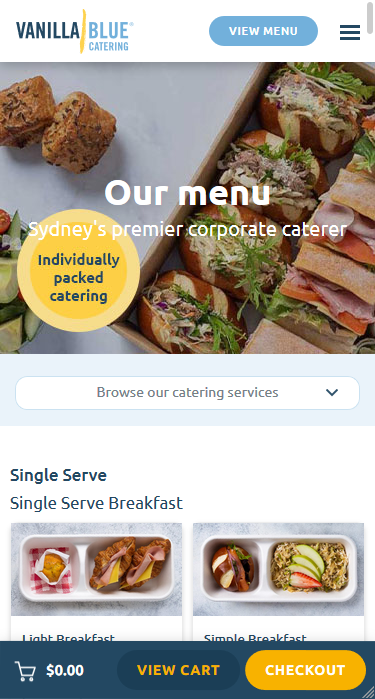 VANILLA BLUE
CATERING
VIEW MENU
Our menu
Sydney's premier corporate caterer
Individually
packed
catering
Browse our catering services
Single Serve
Single Serve Breakfast
Light Breakfast
Simple Breakfast
$0.00
VIEW CART
CHECKOUT